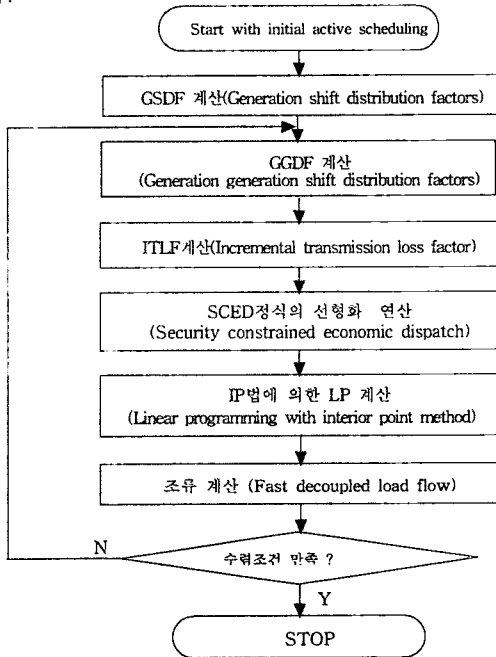 Start with initial active scheduling
GSDF 계산(Generation shift distribution factors)
GGDF 계산
(Generation generation shift distribution factors)
ITLF계산(Incremental transmission loss factor)
SCED정식의 선형화 연산
(Security constrained economic dispatch)
IP법에 의한 LP 계산
(Linear programming with interior point method)
조류 계산 (Fast decoupled load flow)
N
수렴조건 만족 ?
Y
STOP